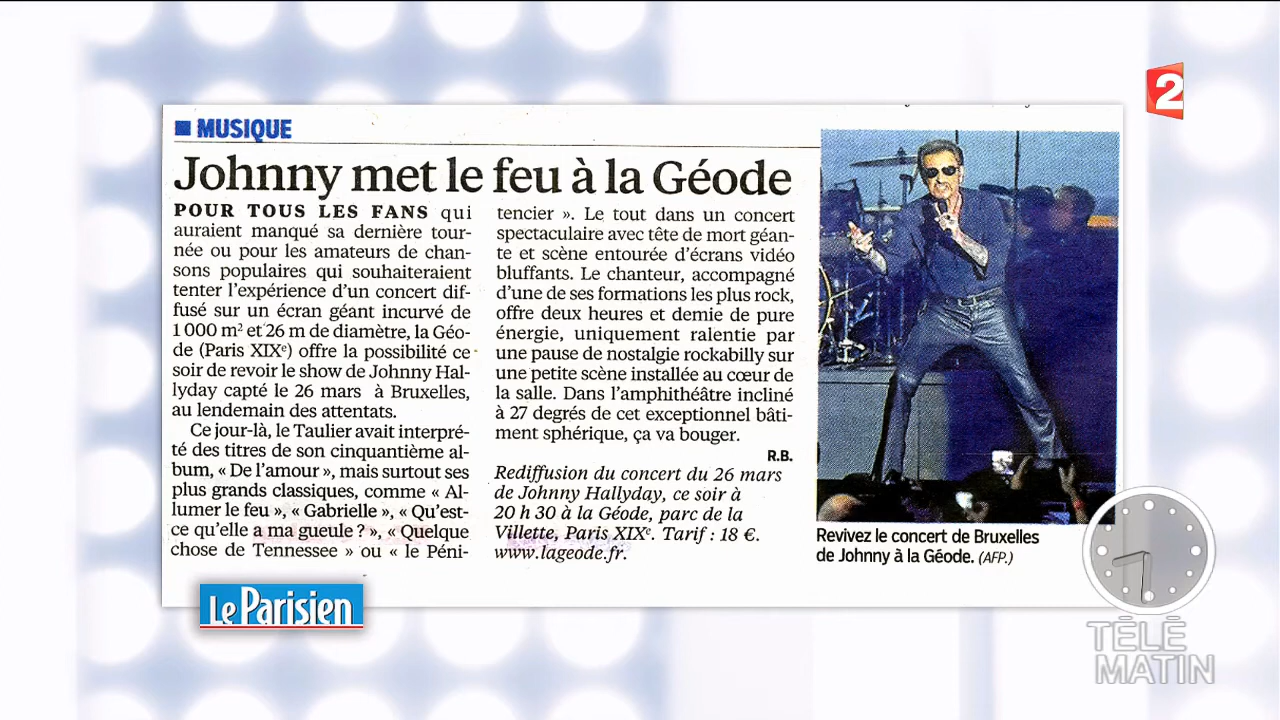 MUSIQUE
Johnny met le feu à la Géode
POUR TOUS LES FANS qui
auraient manqué sa dernière tour-
née ou pour les amateurs de chan-
sons populaires qui souhaiteraient
tenter l'expérience d'un concert dif-
fusé sur un écran géant incurvé de
1 000 m² et 26 m de diamètre, la Géo-
de (Paris XIXᵉ) offre la possibilité ce
soir de revoir le show de Johnny Hal-
lyday capté le 26 mars à Bruxelles,
au lendemain des attentats.
Ce jour-là, le Taulier avait interpré-
té des titres de son cinquantième al-
bum, « De l'amour », mais surtout ses
plus grands classiques, comme « Al-
lumer le feu », « Gabrielle », « Qu'est-
ce qu'elle a ma gueule ? », « Quelque
chose de Tennessee » ou « le Péni-
tencier ». Le tout dans un concert
spectaculaire avec tête de mort géan-
te et scène entourée d'écrans vidéo
bluffants. Le chanteur, accompagné
d'une de ses formations les plus rock,
offre deux heures et demie de pure
énergie, uniquement ralentie par
une pause de nostalgie rockabilly sur
une petite scène installée au cœur de
la salle. Dans l'amphithéâtre incliné
à 27 degrés de cet exceptionnel bâti-
ment sphérique, ça va bouger.
R.B.
Rediffusion du concert du 26 mars
de Johnny Hallyday, ce soir à
20 h 30 à la Géode, parc de la
Villette, Paris XIXᵉ. Tarif : 18 €.
www.lageode.fr.
Revivez le concert de Bruxelles
de Johnny à la Géode. (AFP.)
Le Parisien
2
TÉLÉ
MATIN